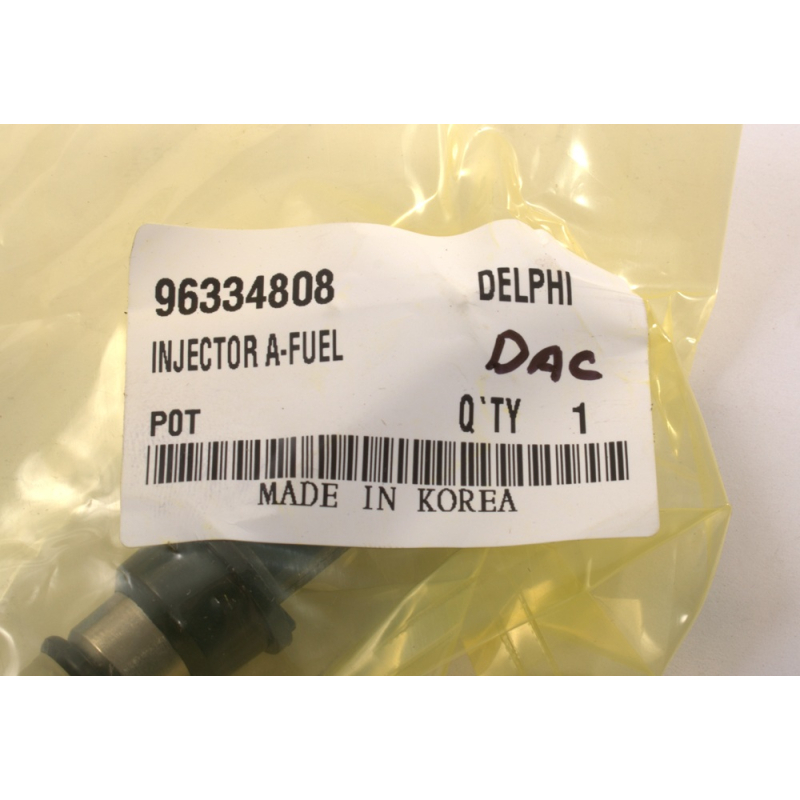 96334808 DELPHI
INJECTOR A-FUEL DAC
POT Q`TY 1
MADE IN KOREA